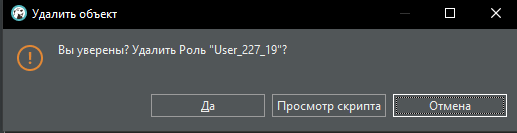 Удалить объект
Вы уверены? Удалить Роль "User_227_19"?
Да
Просмотр скрипта
Отмена